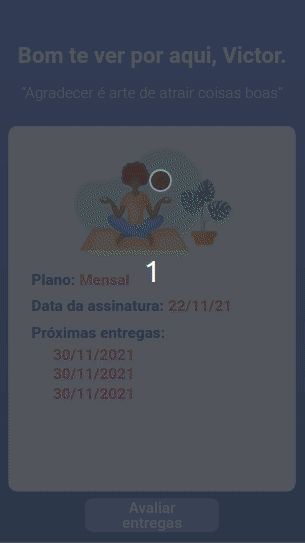 Bom te ver por aqui, Victor.
"Agradecer é arte de atrair coisas boas"
1
Plano: Mensal
Data da assinatura: 22/11/21
Próximas entregas:
30/11/2021
30/11/2021
30/11/2021
Avaliar
entregas